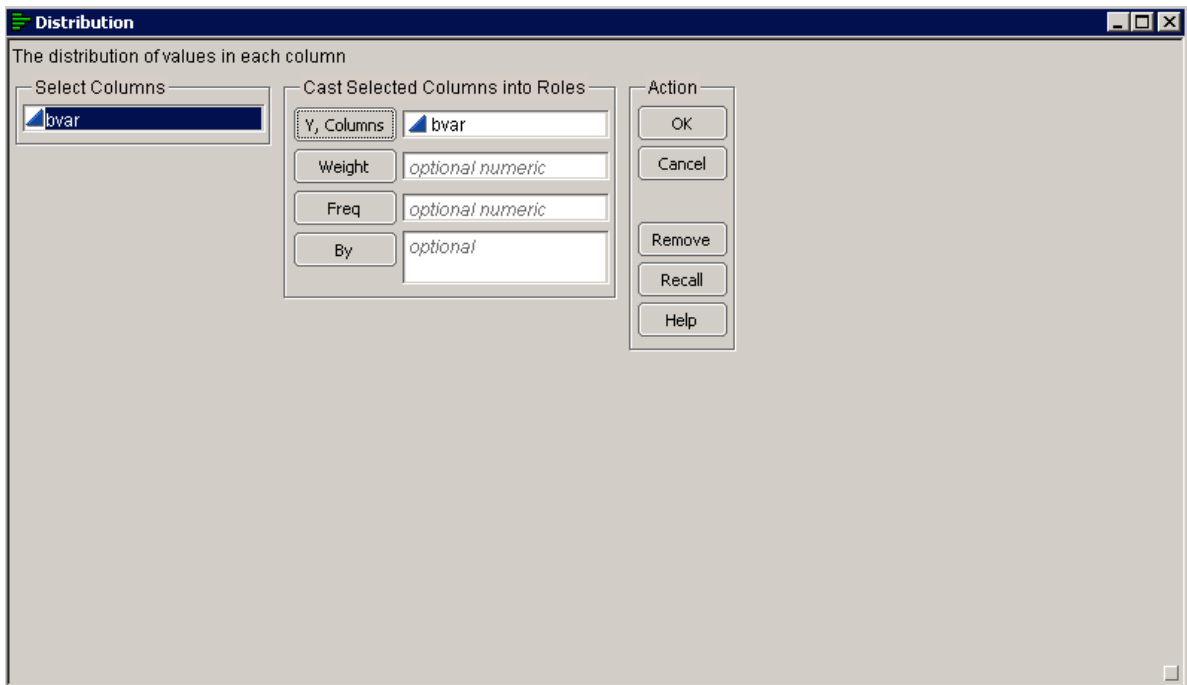 Distribution
The distribution of values in each column
Select Columns
bvar
Cast Selected Columns into Roles
Y, Columns
bvar
Weight
optional numeric
Freq
optional numeric
By
optional
Action
OK
Cancel
Remove
Recall
Help